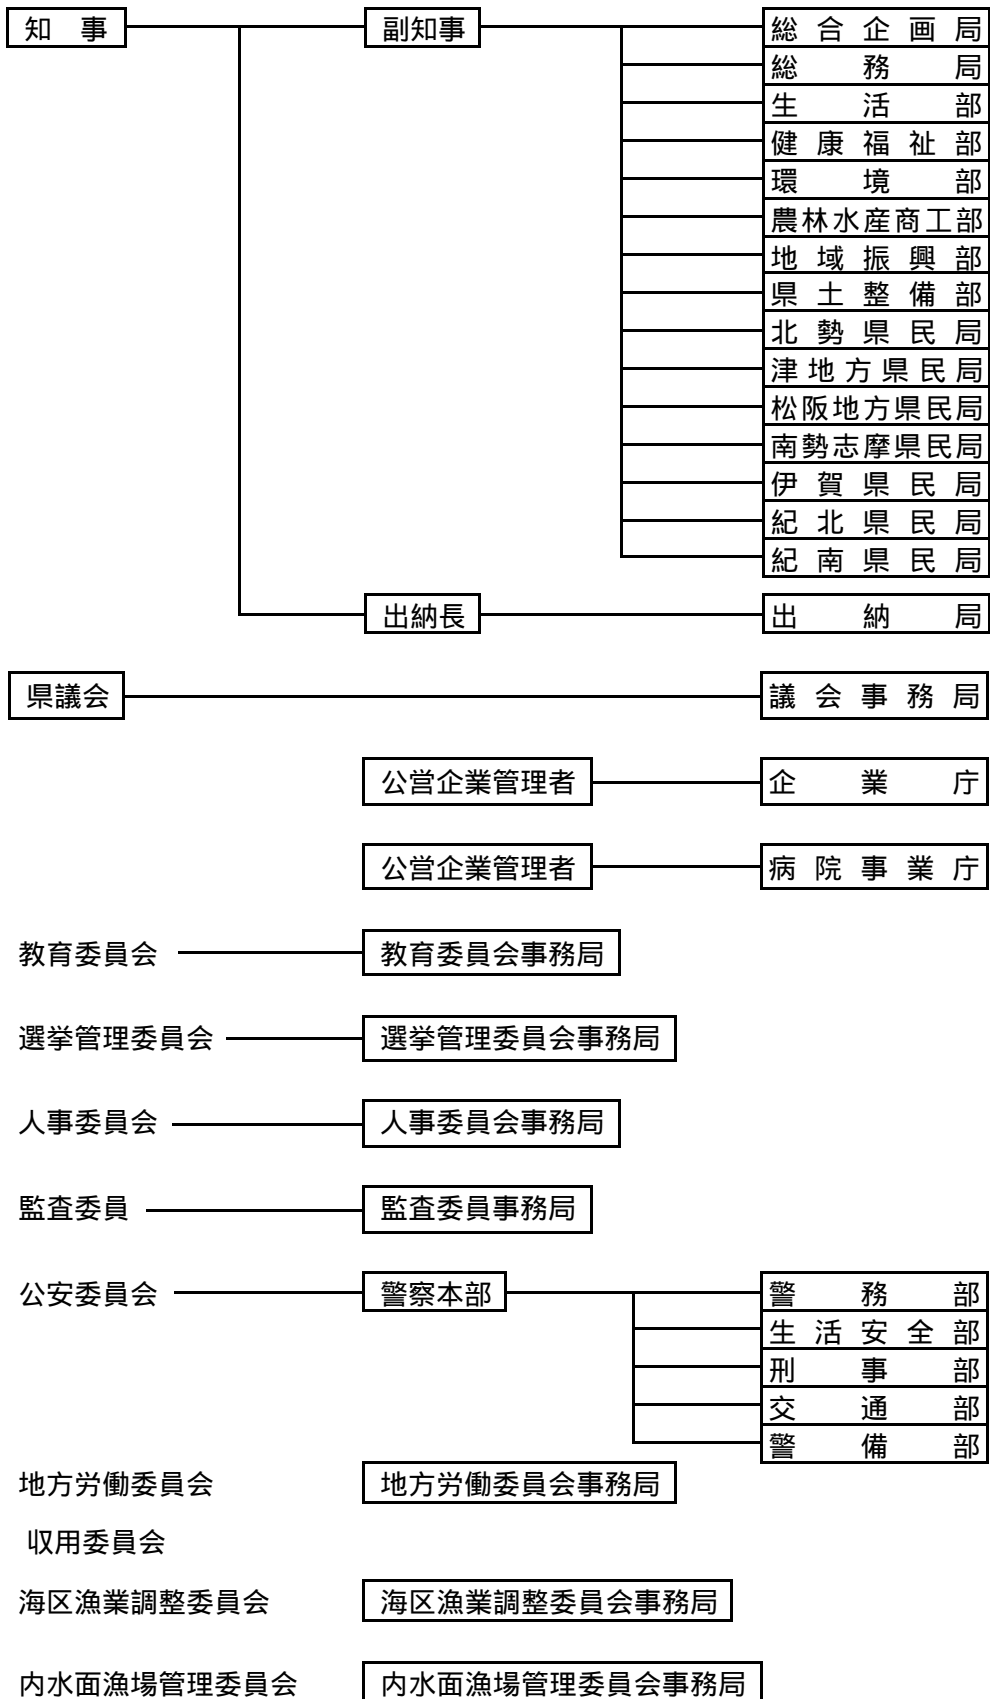 知　事 副知事 総合企画局
総務局
生活部
健康福祉部
環境部
農林水産商工部
地域振興部
県土整備部
北勢県民局
津地方県民局
松阪地方県民局
南勢志摩県民局
伊賀県民局
紀北県民局
紀南県民局
出納長 出納局
県議会 議会事務局
公営企業管理者 企業庁
公営企業管理者 病院事業庁
教育委員会 教育委員会事務局
選挙管理委員会 選挙管理委員会事務局
人事委員会 人事委員会事務局
監査委員 監査委員事務局
公安委員会 警察本部 警務部
生活安全部
刑事部
交通部
警備部
地方労働委員会 地方労働委員会事務局
収用委員会
海区漁業調整委員会 海区漁業調整委員会事務局
内水面漁場管理委員会 内水面漁場管理委員会事務局